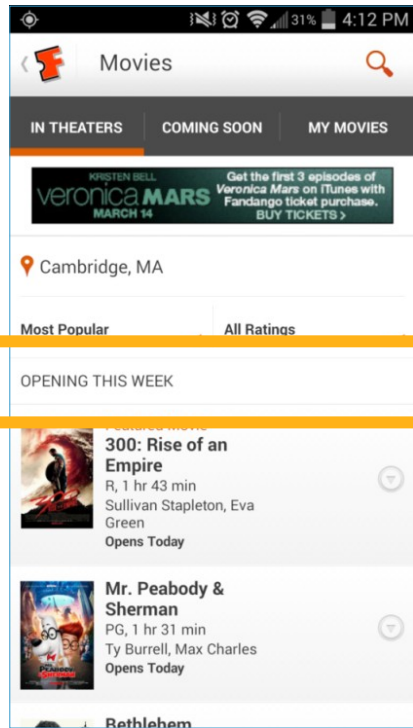 31% 4:12 PM
Movies
IN THEATERS COMING SOON MY MOVIES
KRISTEN BELL
veronica MARS
MARCH 14
Get the first 3 episodes of
Veronica Mars on iTunes with
Fandango ticket purchase.
BUY TICKETS >
Cambridge, MA
Most Popular All Ratings
OPENING THIS WEEK
Featured Movie
300: Rise of an
Empire
R, 1 hr 43 min
Sullivan Stapleton, Eva
Green
Opens Today
Mr. Peabody &
Sherman
PG, 1 hr 31 min
Ty Burrell, Max Charles
Opens Today
Bethlehem